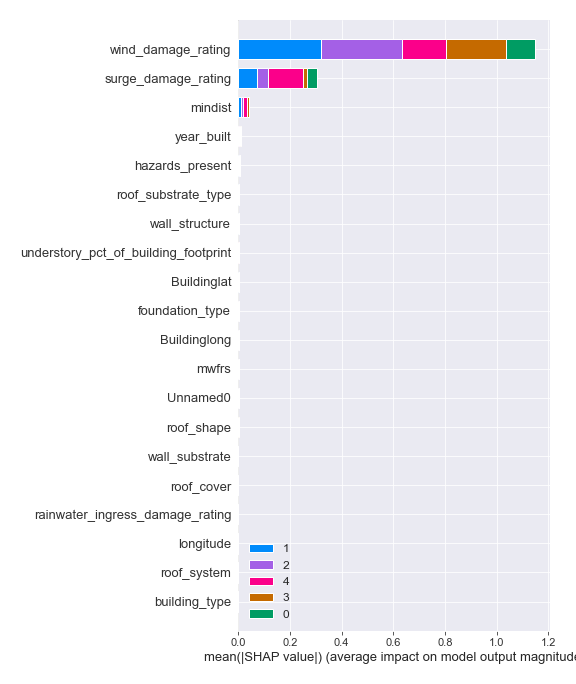 wind_damage_rating
surge_damage_rating
mindist
year_built
hazards_present
roof_substrate_type
wall_structure
understory_pct_of_building_footprint
Buildinglat
foundation_type
Buildinglong
mwfrs
Unnamed0
roof_shape
wall_substrate
roof_cover
rainwater_ingress_damage_rating
longitude
roof_system
building_type
1
2
4
3
0
0.0 0.2 0.4 0.6 0.8 1.0 1.2
mean(|SHAP value|) (average impact on model output magnitude